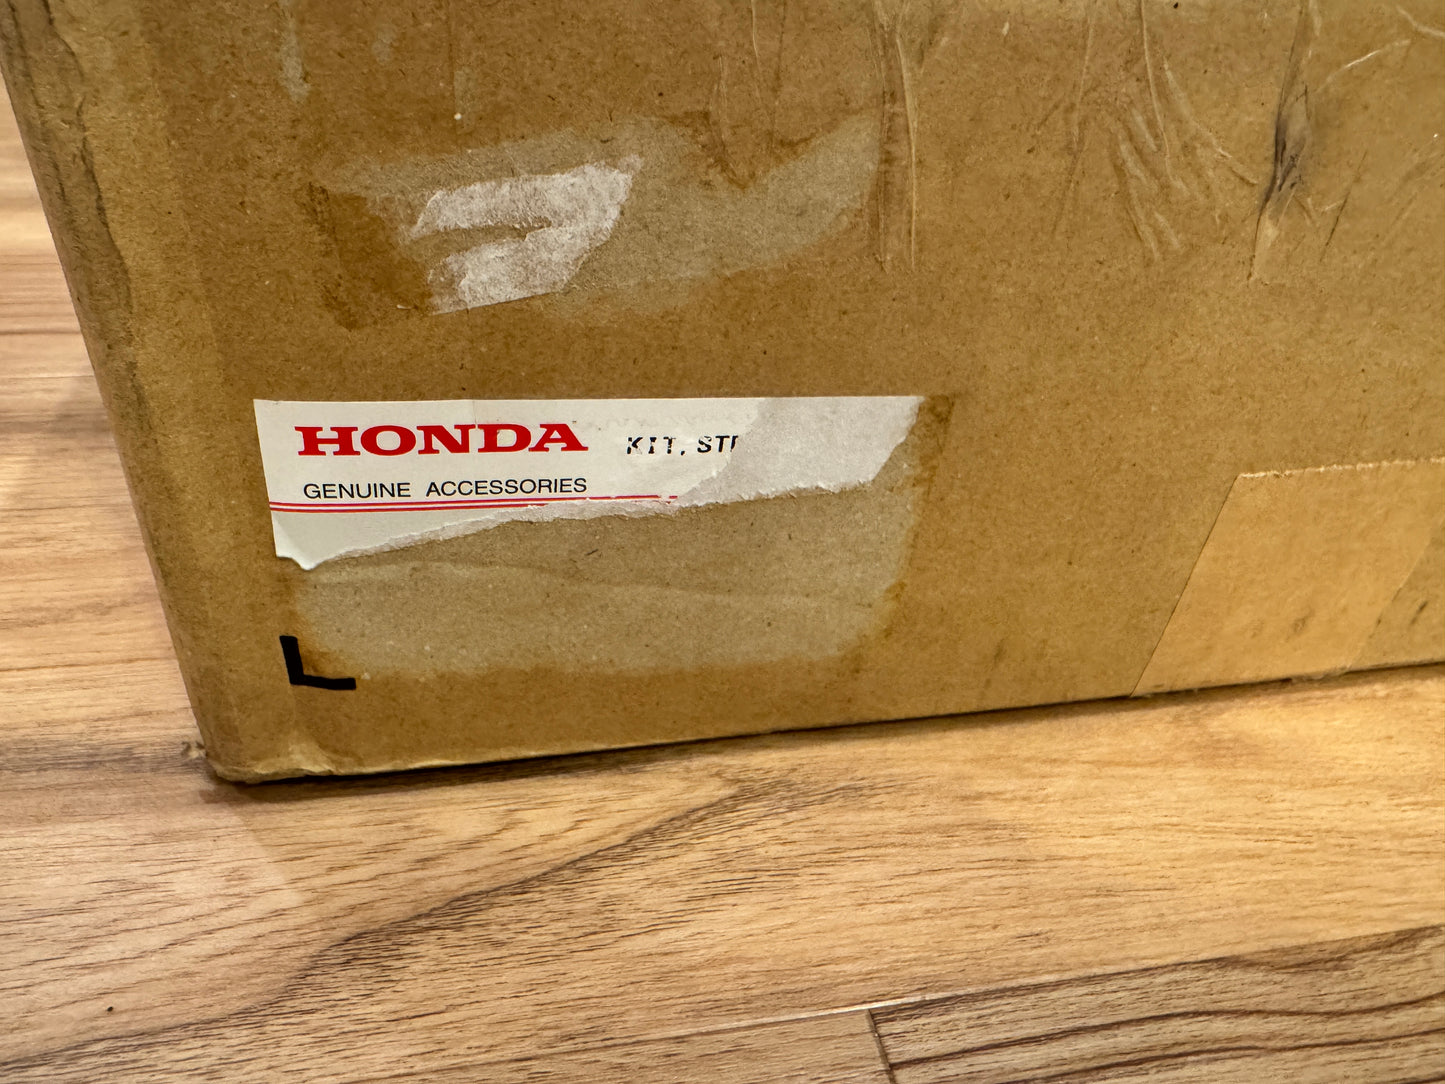 HONDA KIT, ST
GENUINE ACCESSORIES
L